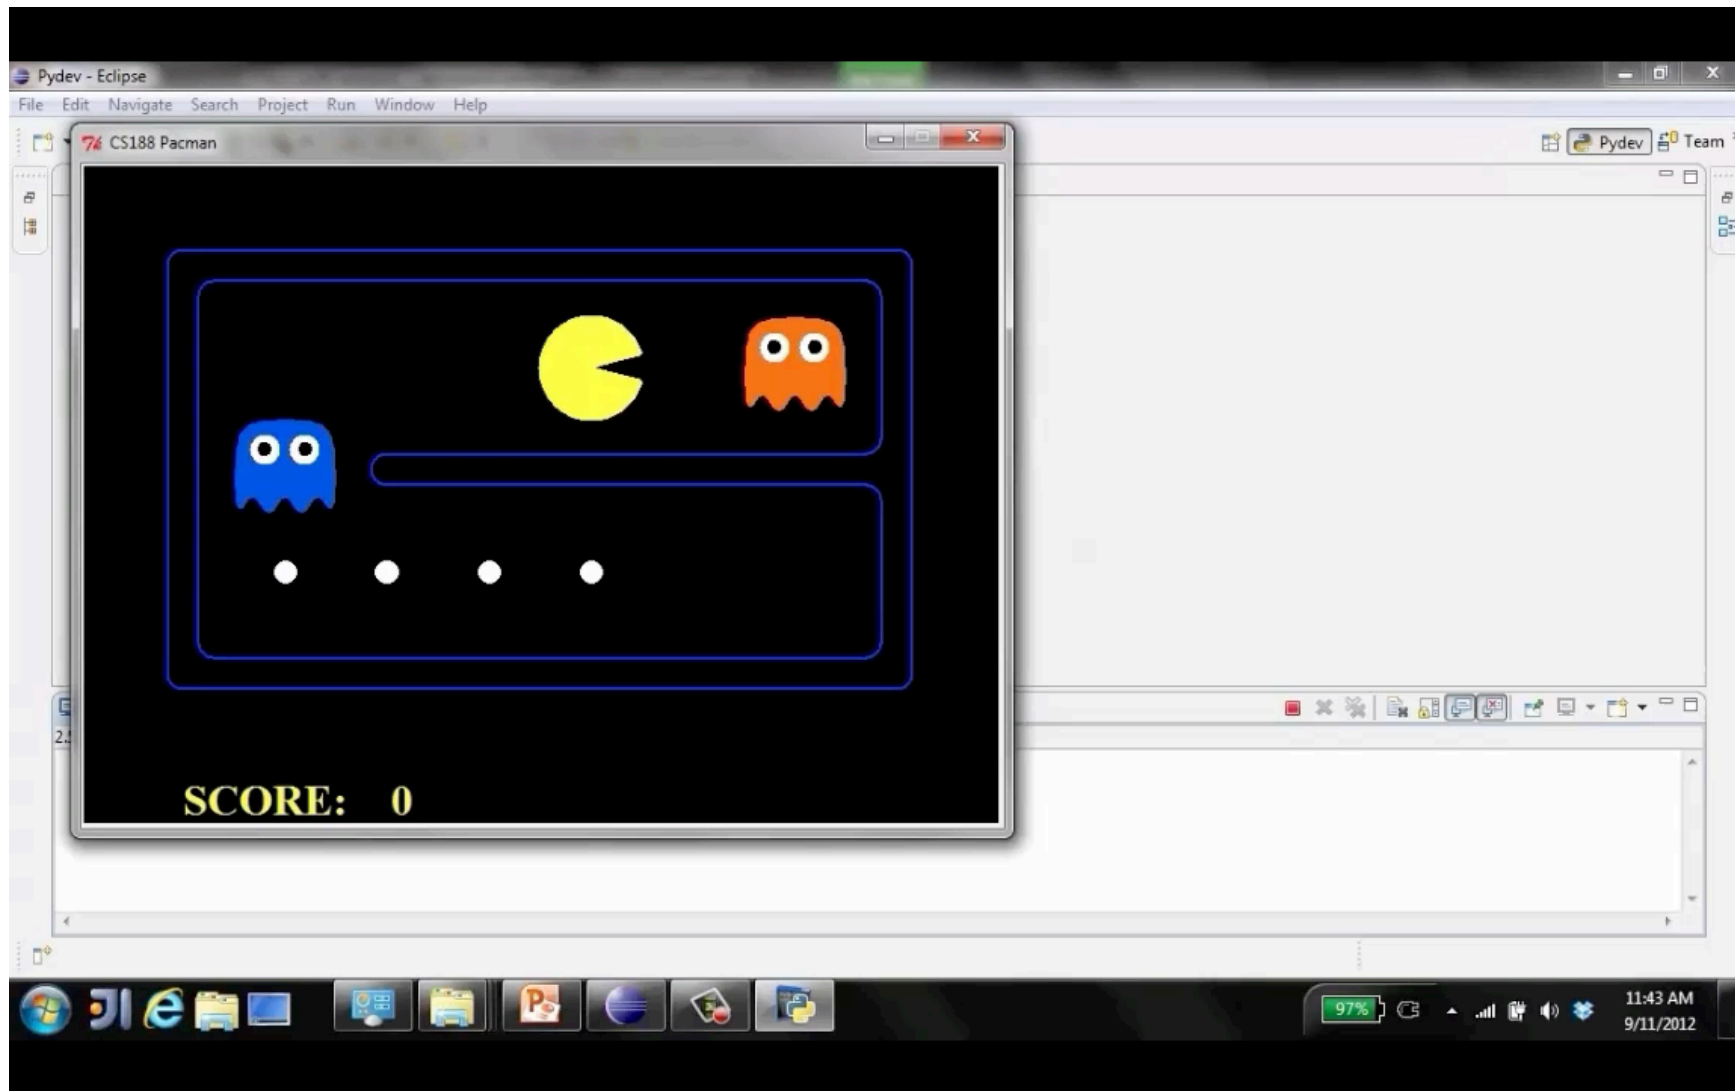 Pydev - Eclipse
File Edit Navigate Search Project Run Window Help
CS188 Pacman
Pydev
Team
SCORE: 0
97%
11:43 AM
9/11/2012